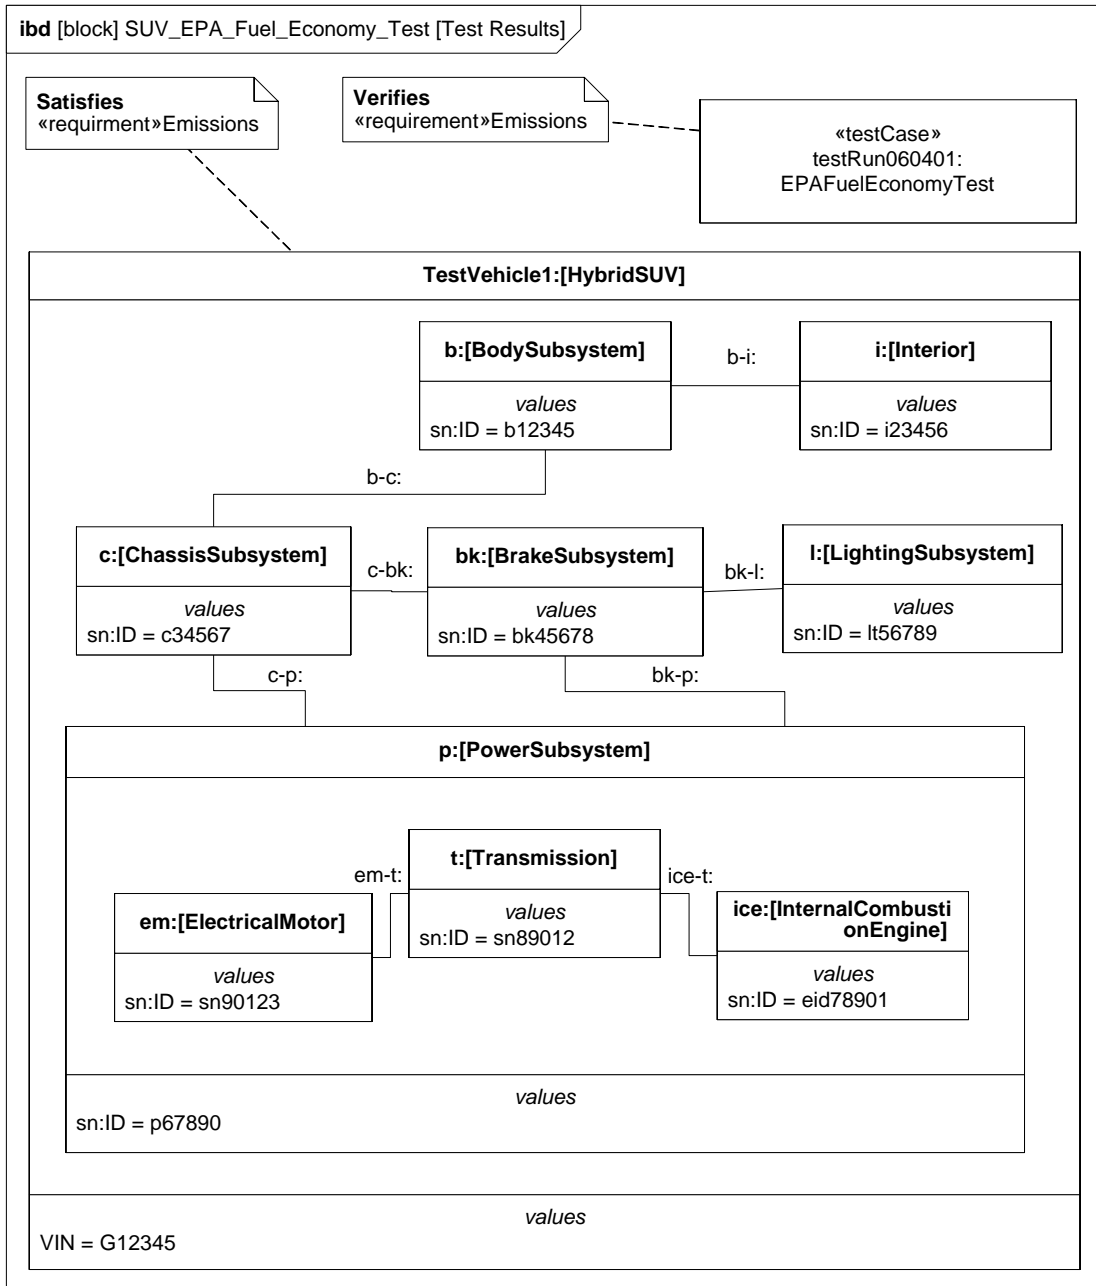 ibd [block] SUV_EPA_Fuel_Economy_Test [Test Results]
Satisfies
«requirment»Emissions
Verifies
«requirement»Emissions
«testCase»
testRun060401:
EPAFuelEconomyTest
TestVehicle1:[HybridSUV]
b:[BodySubsystem]
values
sn:ID = b12345
b-i:
i:[Interior]
values
sn:ID = i23456
b-c:
c:[ChassisSubsystem]
values
sn:ID = c34567
c-bk:
bk:[BrakeSubsystem]
values
sn:ID = bk45678
bk-l:
l:[LightingSubsystem]
values
sn:ID = lt56789
c-p:
bk-p:
p:[PowerSubsystem]
em-t:
t:[Transmission]
values
sn:ID = sn89012
ice-t:
em:[ElectricalMotor]
values
sn:ID = sn90123
ice:[InternalCombusti
onEngine]
values
sn:ID = eid78901
values
sn:ID = p67890
values
VIN = G12345